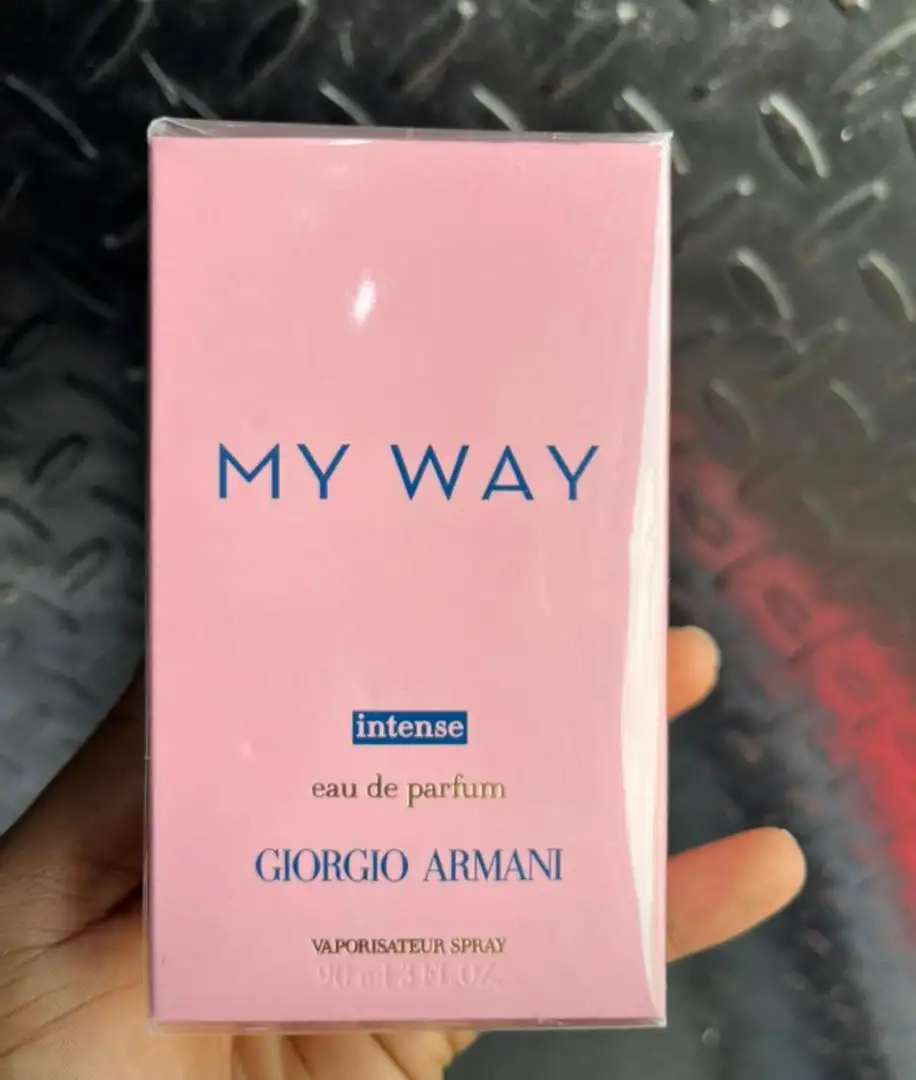 MY WAY
intense
eau de parfum
GIORGIO ARMANI
VAPORISATEUR SPRAY
90 ml 3 FL.OZ.